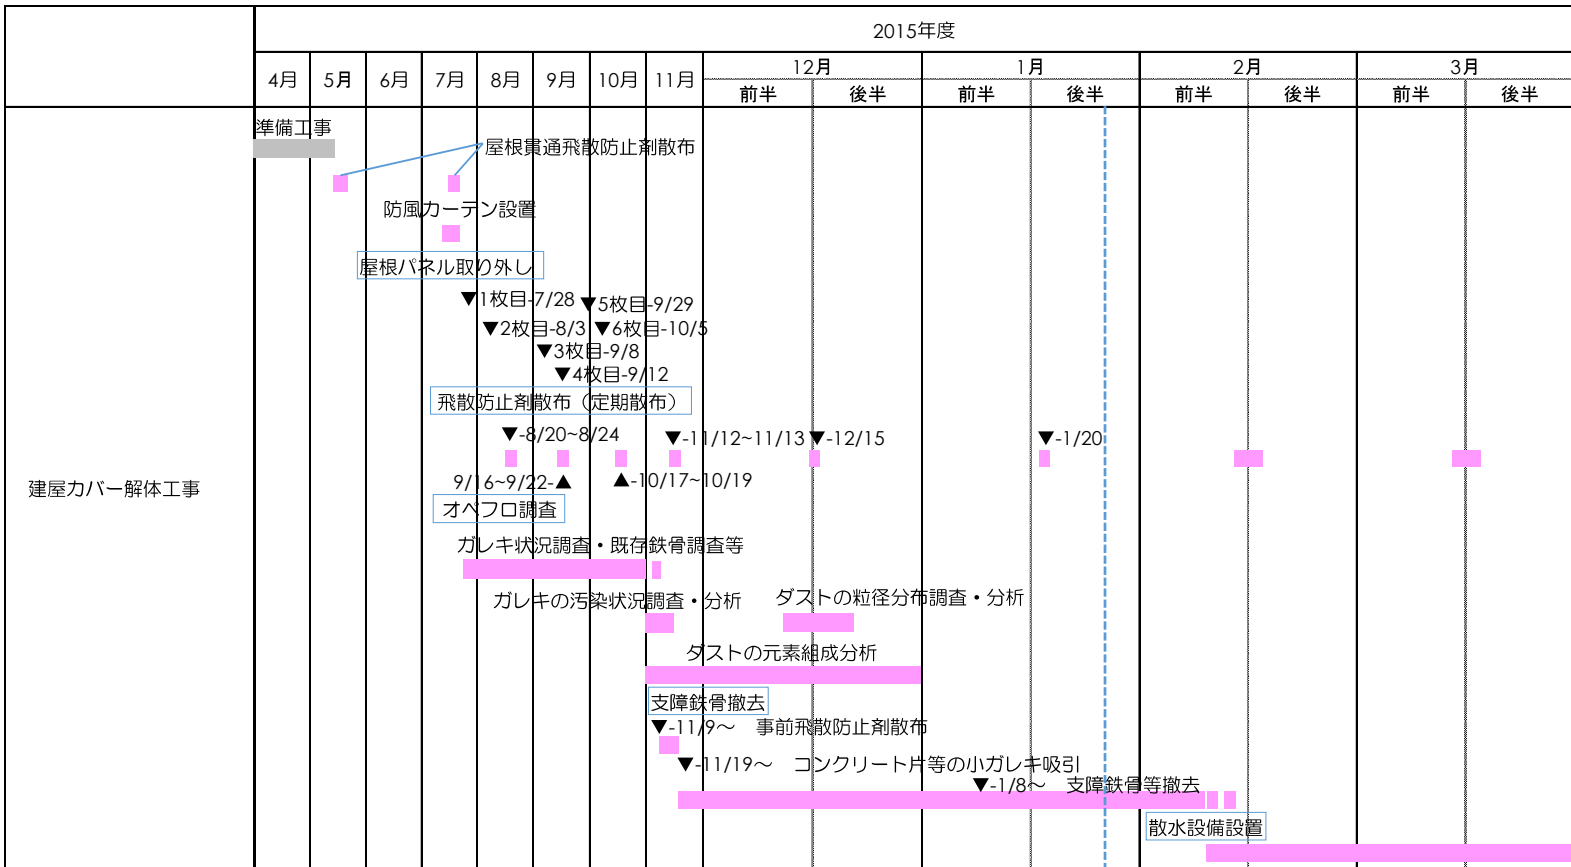 2015年度
4月 5月 6月 7月 8月 9月 10月 11月 12月 1月 2月 3月
前半 後半 前半 後半 前半 後半 前半 後半
建屋カバー解体工事
準備工事
屋根貫通飛散防止剤散布
防風カーテン設置
屋根パネル取り外し
▼1枚目-7/28 ▼5枚目-9/29
▼2枚目-8/3 ▼6枚目-10/5
▼3枚目-9/8
▼4枚目-9/12
飛散防止剤散布（定期散布）
▼-8/20~8/24 ▼-11/12~11/13 ▼-12/15 ▼-1/20
9/16~9/22-▲ ▲-10/17~10/19
オペフロ調査
ガレキ状況調査・既存鉄骨調査等
ガレキの汚染状況調査・分析 ダストの粒径分布調査・分析
ダストの元素組成分析
支障鉄骨撤去
▼-11/9～　事前飛散防止剤散布
▼-11/19～　コンクリート片等の小ガレキ吸引
▼-1/8～　支障鉄骨等撤去
散水設備設置